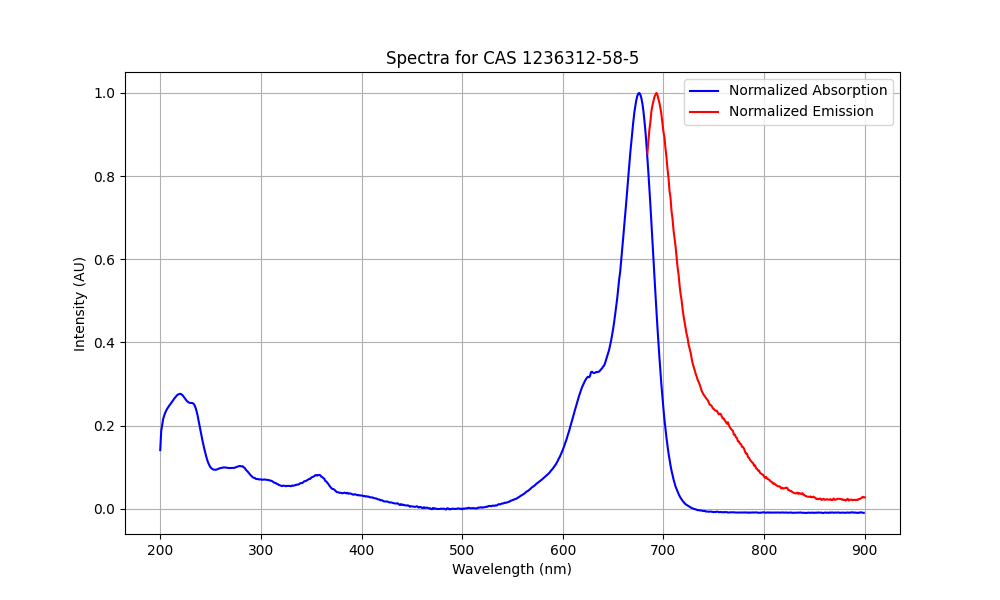 Spectra for CAS 1236312-58-5
Normalized Absorption
Normalized Emission
1.0
0.8
0.6
0.4
0.2
0.0
Intensity (AU)
200 300 400 500 600 700 800 900
Wavelength (nm)